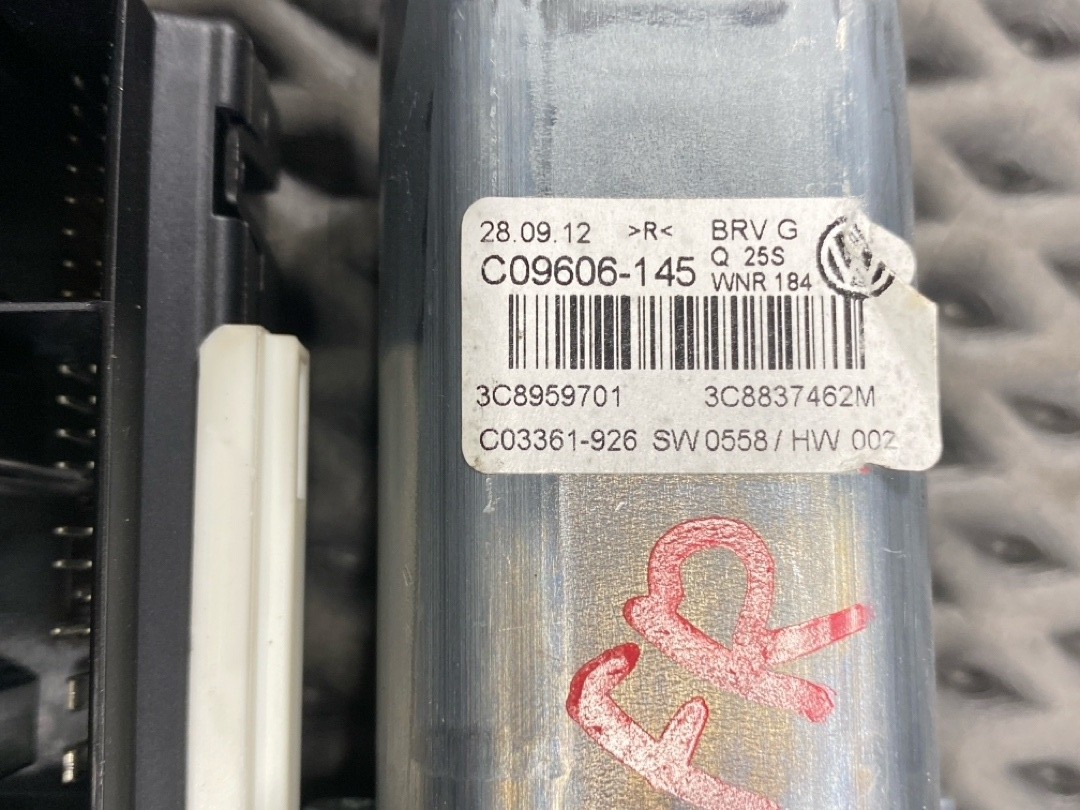 28.09.12 >R< BRV G
C09606-145 Q 25S
WNR 184
3C8959701 3C8837462M
C03361-926 SW 0558 / HW 002
FR